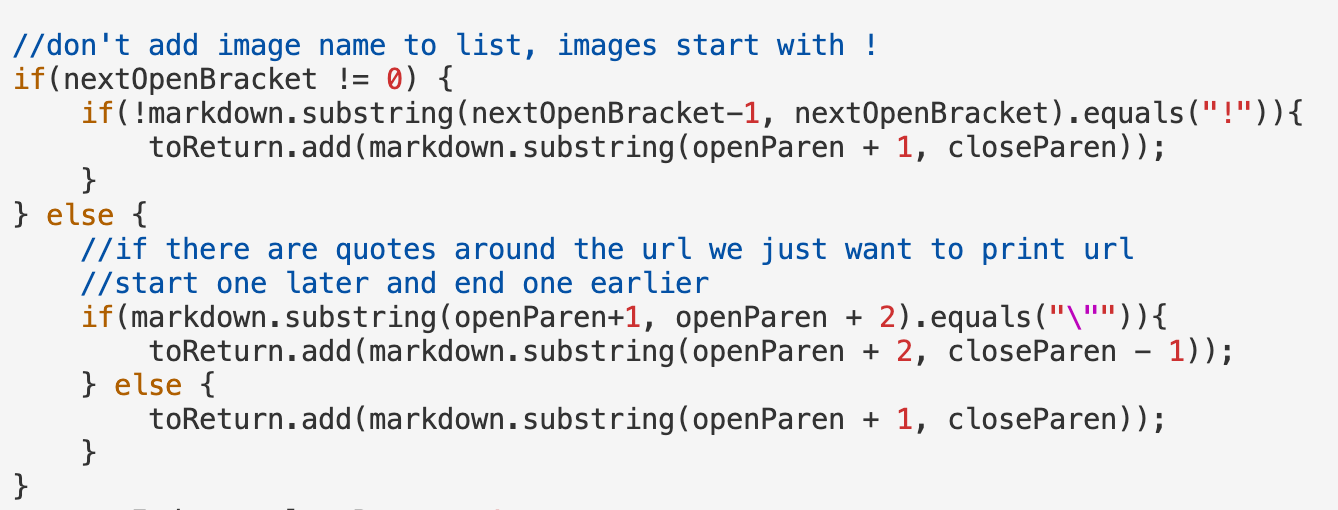 //don't add image name to list, images start with !
if(nextOpenBracket != 0) {
    if(!markdown.substring(nextOpenBracket-1, nextOpenBracket).equals("!")){
        toReturn.add(markdown.substring(openParen + 1, closeParen));
    }
} else {
    //if there are quotes around the url we just want to print url
    //start one later and end one earlier
    if(markdown.substring(openParen+1, openParen + 2).equals("\"")){
        toReturn.add(markdown.substring(openParen + 2, closeParen - 1));
    } else {
        toReturn.add(markdown.substring(openParen + 1, closeParen));
    }
}